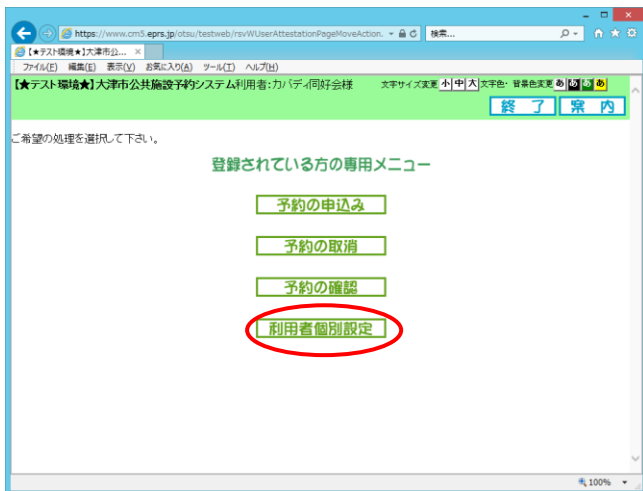 https://www.cm5.eprs.jp/otsu/testweb/rsvWUserAttestationPageMoveAction. 検索...
【★テスト環境★】大津市公... ×
ファイル(F) 編集(E) 表示(V) お気に入り(A) ツール(T) ヘルプ(H)
【★テスト環境★】大津市公共施設予約システム利用者:カバディ同好会様 文字サイズ変更 小 中 大 文字色・背景色変更 あ あ あ あ
終 了 案 内
ご希望の処理を選択して下さい。
登録されている方の専用メニュー
予約の申込み
予約の取消
予約の確認
利用者個別設定
100%